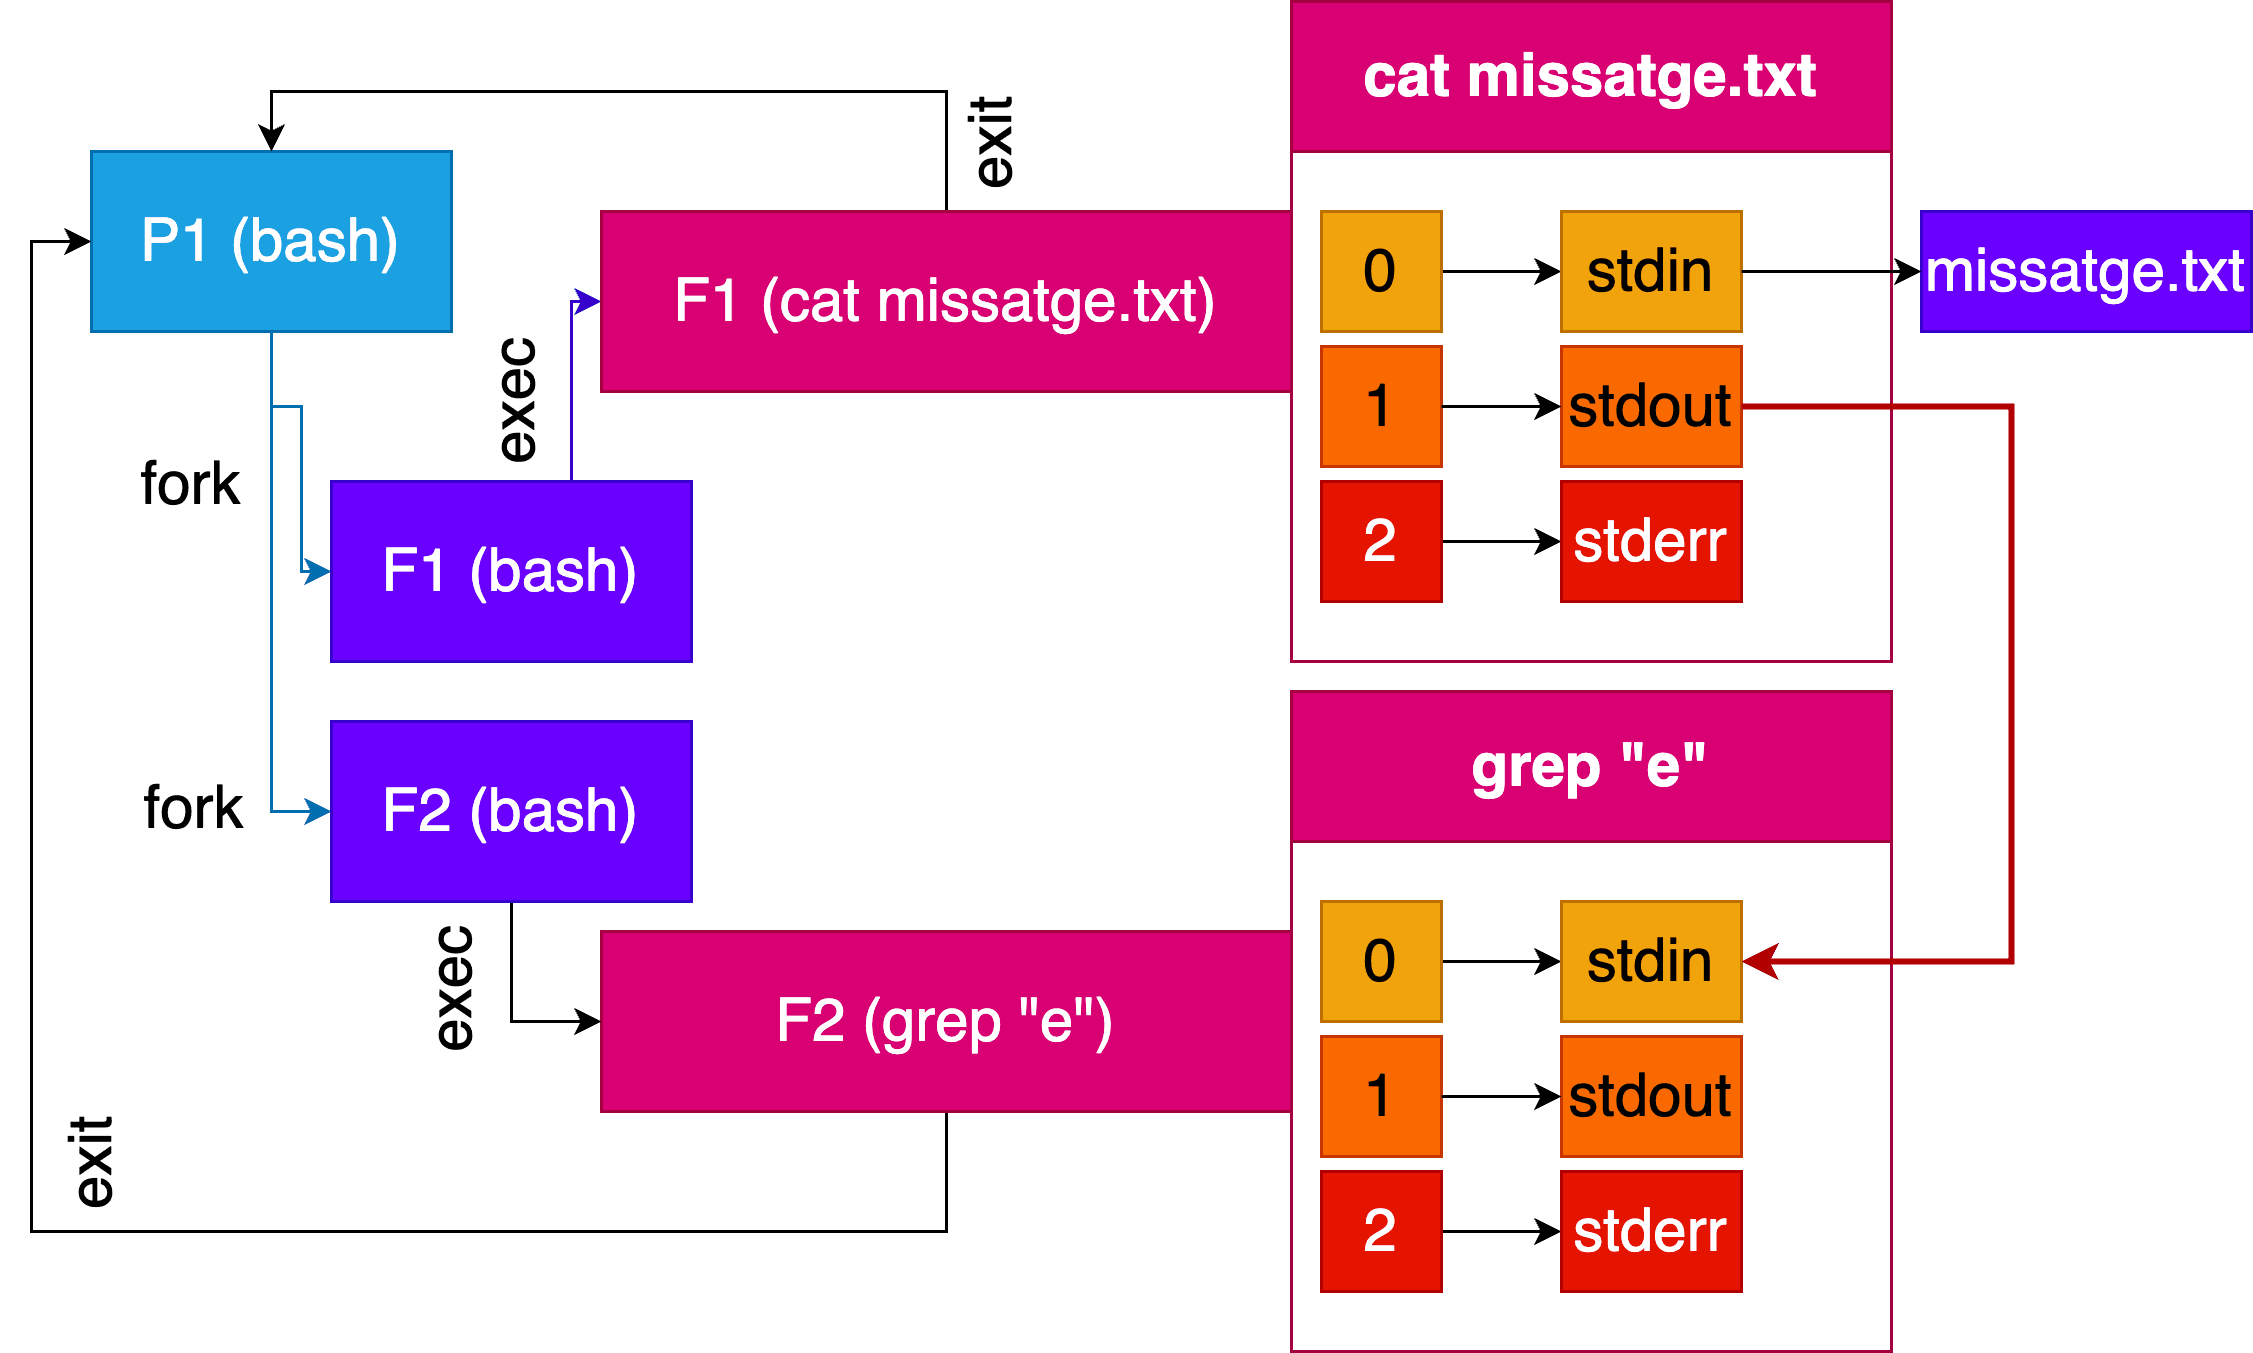 cat missatge.txt
exit
P1 (bash)
F1 (cat missatge.txt)
0
stdin
missatge.txt
exec
1
stdout
fork
F1 (bash)
2
stderr
grep "e"
fork
F2 (bash)
exec
0
stdin
F2 (grep "e")
1
stdout
exit
2
stderr